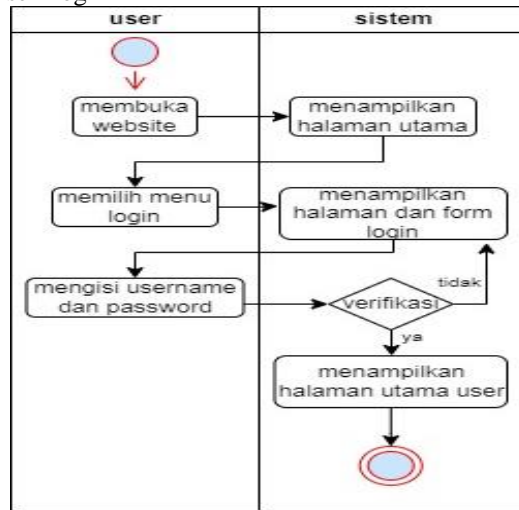 user
sistem
membuka
website
menampilkan
halaman utama
memilih menu
login
menampilkan
halaman dan form
login
mengisi username
dan password
verifikasi
tidak
ya
menampilkan
halaman utama user